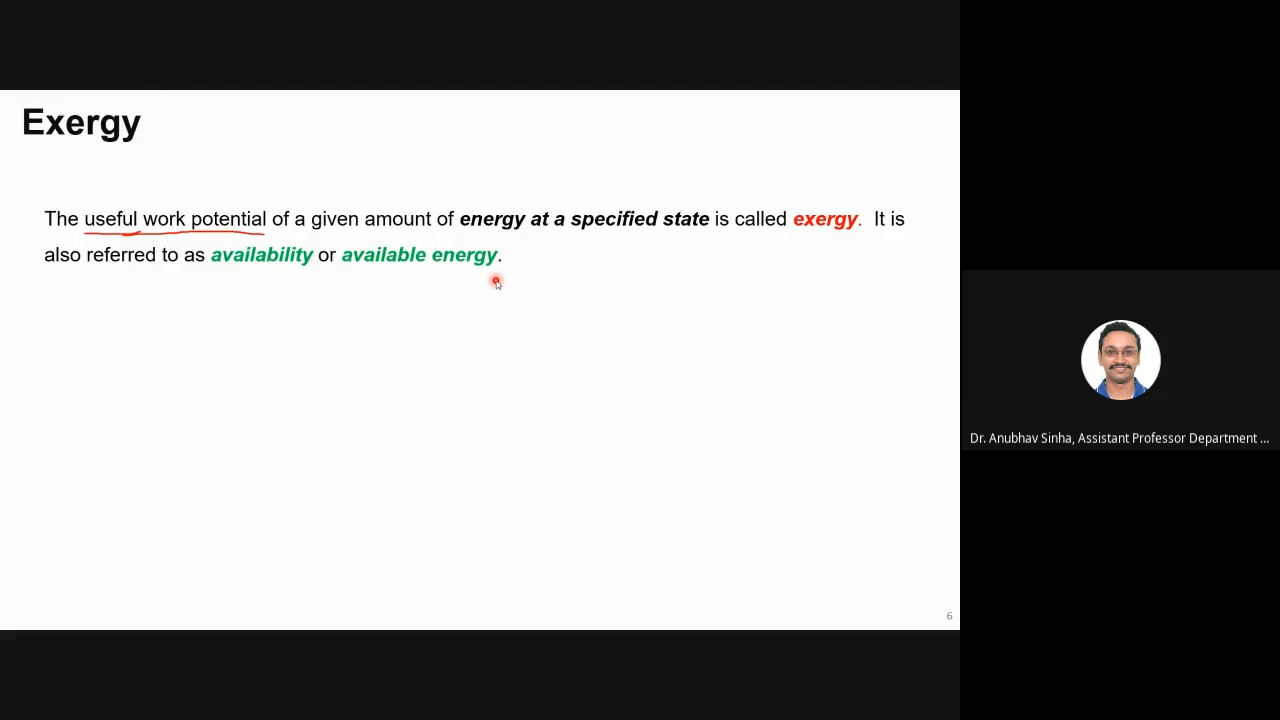 Exergy
The useful work potential of a given amount of energy at a specified state is called exergy. It is
also referred to as availability or available energy.
6
Dr. Anubhav Sinha, Assistant Professor Department ...